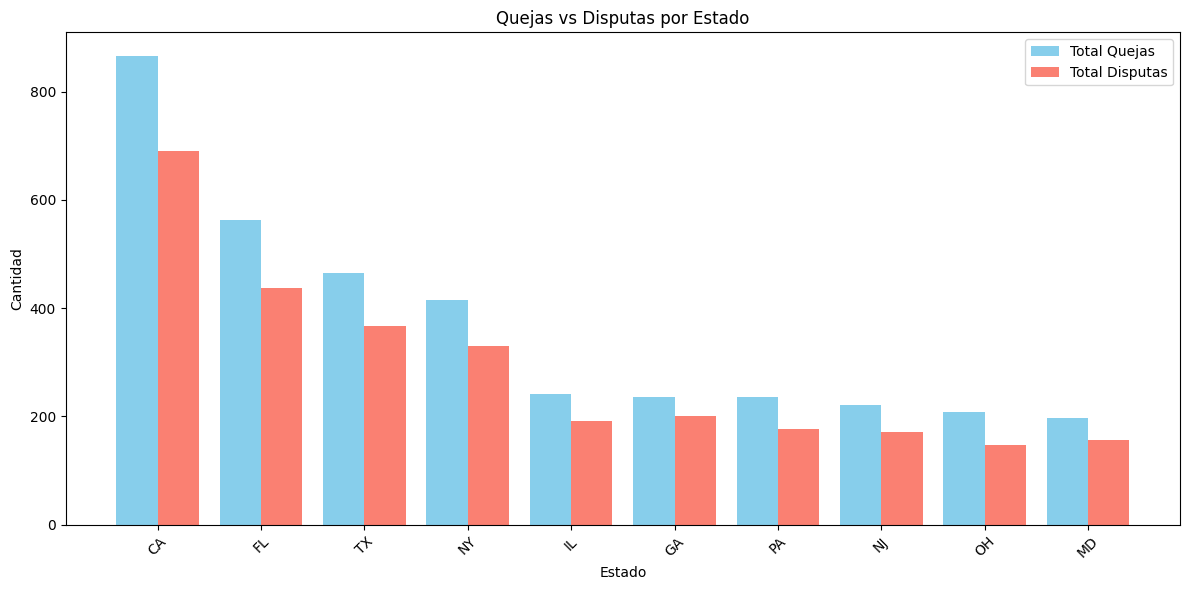 Quejas vs Disputas por Estado
Total Quejas
Total Disputas
Cantidad
800
600
400
200
0
CA
FL
TX
NY
IL
GA
PA
NJ
OH
MD
Estado